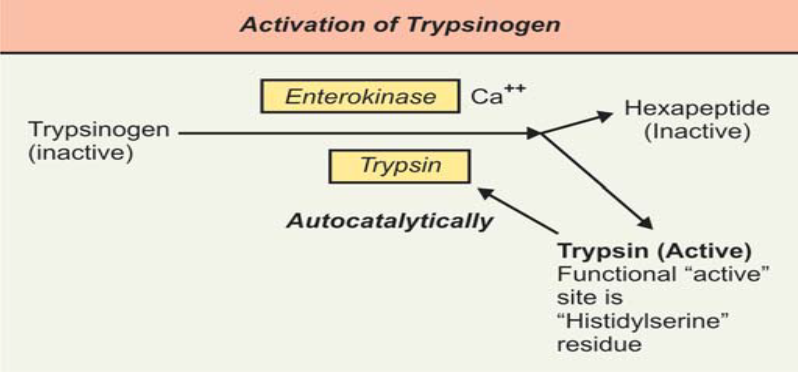 Activation of Trypsinogen
Enterokinase Ca++
Trypsinogen
(inactive)
Hexapeptide
(Inactive)
Trypsin
Autocatalytically
Trypsin (Active)
Functional “active”
site is
“Histidylserine”
residue